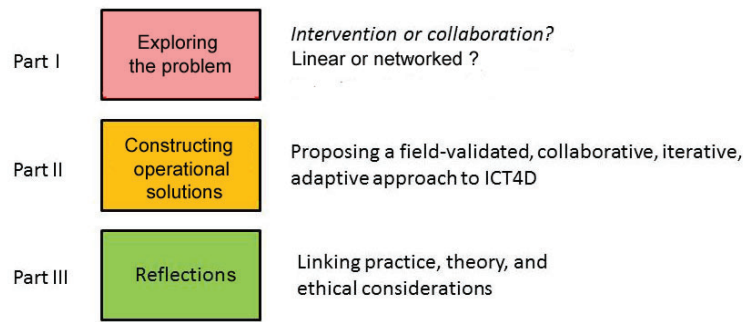 Part I
Exploring
the problem
Intervention or collaboration?
Linear or networked ?
Part II
Constructing
operational
solutions
Proposing a field-validated, collaborative, iterative,
adaptive approach to ICT4D
Part III
Reflections
Linking practice, theory, and
ethical considerations